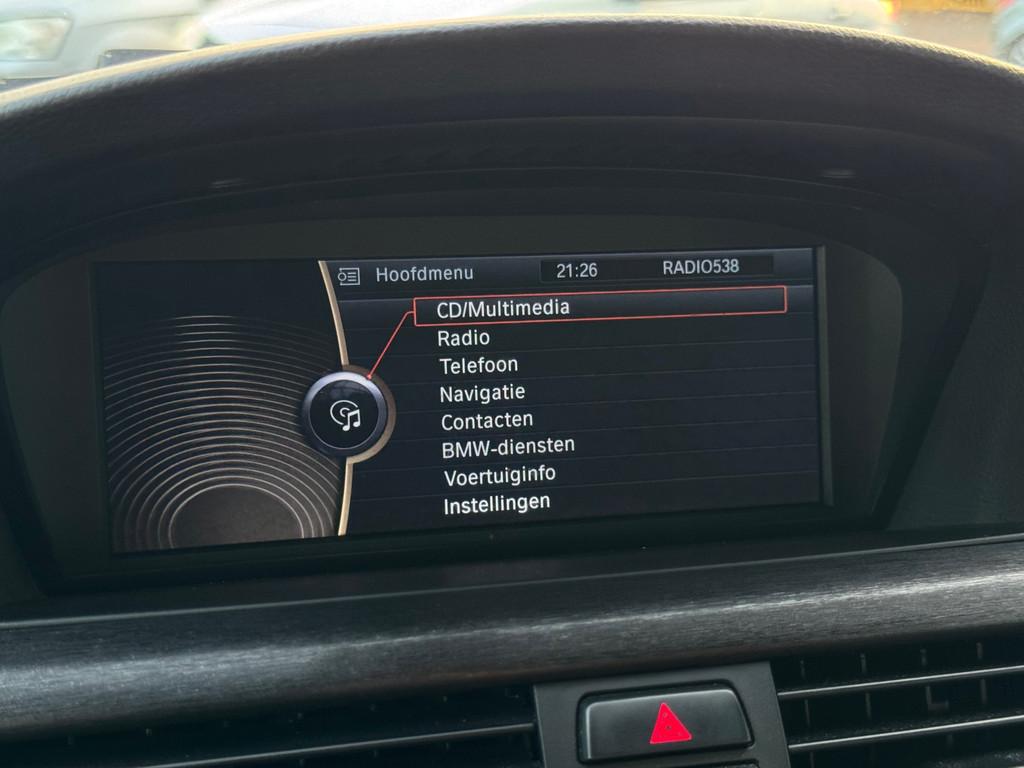 Hoofdmenu 21:26 RADIO538
CD/Multimedia
Radio
Telefoon
Navigatie
Contacten
BMW-diensten
Voertuiginfo
Instellingen